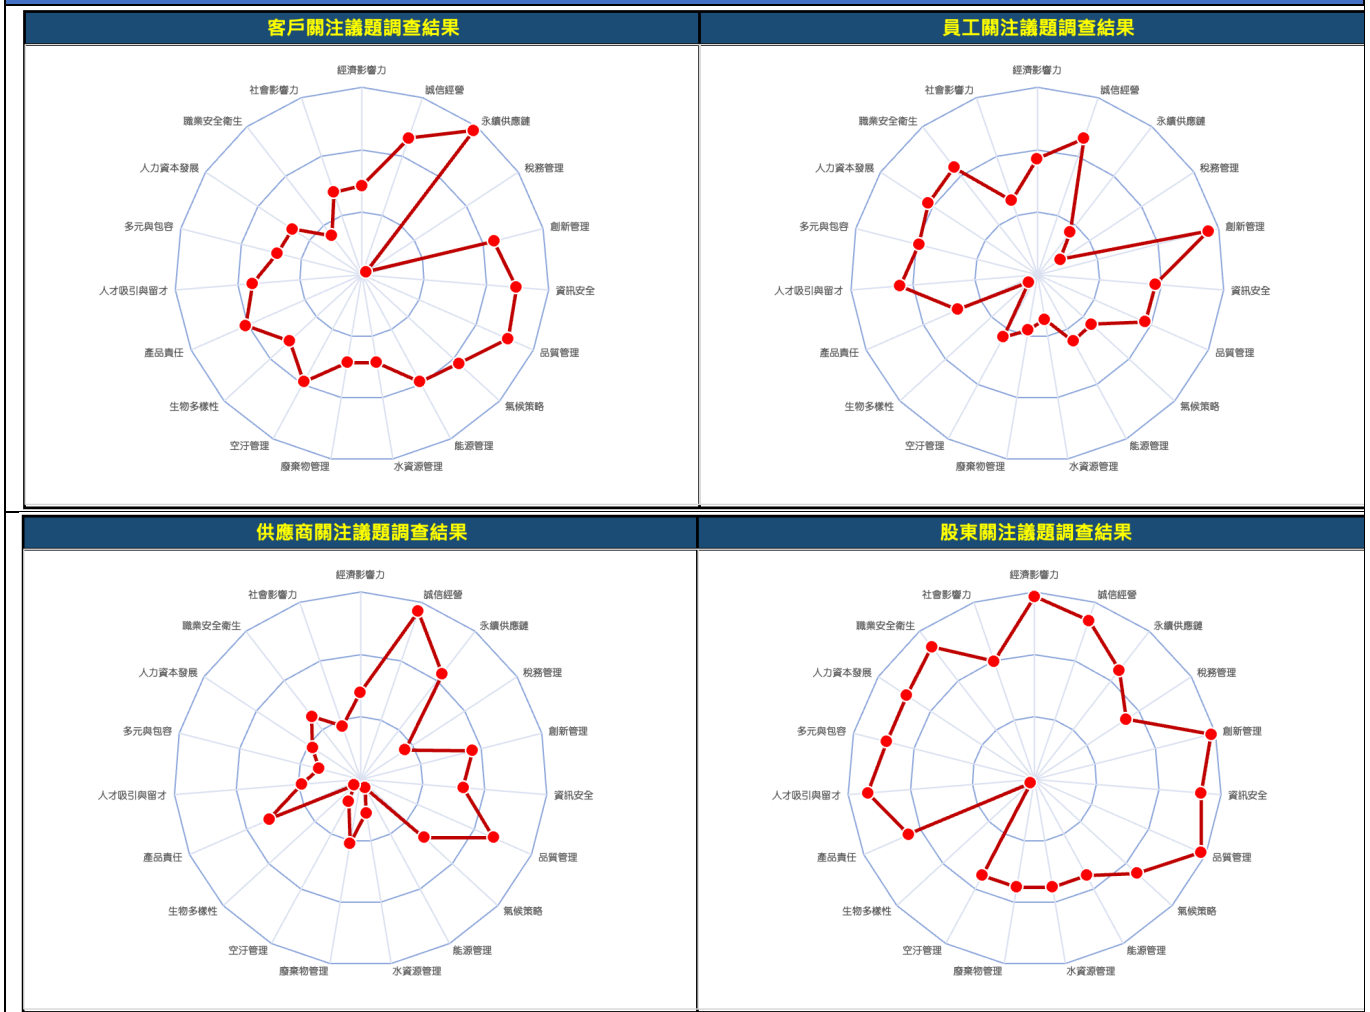 客戶關注議題調查結果
經濟影響力
誠信經營
永續供應鏈
稅務管理
創新管理
資訊安全
品質管理
氣候策略
能源管理
水資源管理
廢棄物管理
空汙管理
生物多樣性
產品責任
人才吸引與留才
多元與包容
人力資本發展
職業安全衛生
社會影響力
員工關注議題調查結果
經濟影響力
誠信經營
永續供應鏈
稅務管理
創新管理
資訊安全
品質管理
氣候策略
能源管理
水資源管理
廢棄物管理
空汙管理
生物多樣性
產品責任
人才吸引與留才
多元與包容
人力資本發展
職業安全衛生
社會影響力
供應商關注議題調查結果
經濟影響力
誠信經營
永續供應鏈
稅務管理
創新管理
資訊安全
品質管理
氣候策略
能源管理
水資源管理
廢棄物管理
空汙管理
生物多樣性
產品責任
人才吸引與留才
多元與包容
人力資本發展
職業安全衛生
社會影響力
股東關注議題調查結果
經濟影響力
誠信經營
永續供應鏈
稅務管理
創新管理
資訊安全
品質管理
氣候策略
能源管理
水資源管理
廢棄物管理
空汙管理
生物多樣性
產品責任
人才吸引與留才
多元與包容
人力資本發展
職業安全衛生
社會影響力